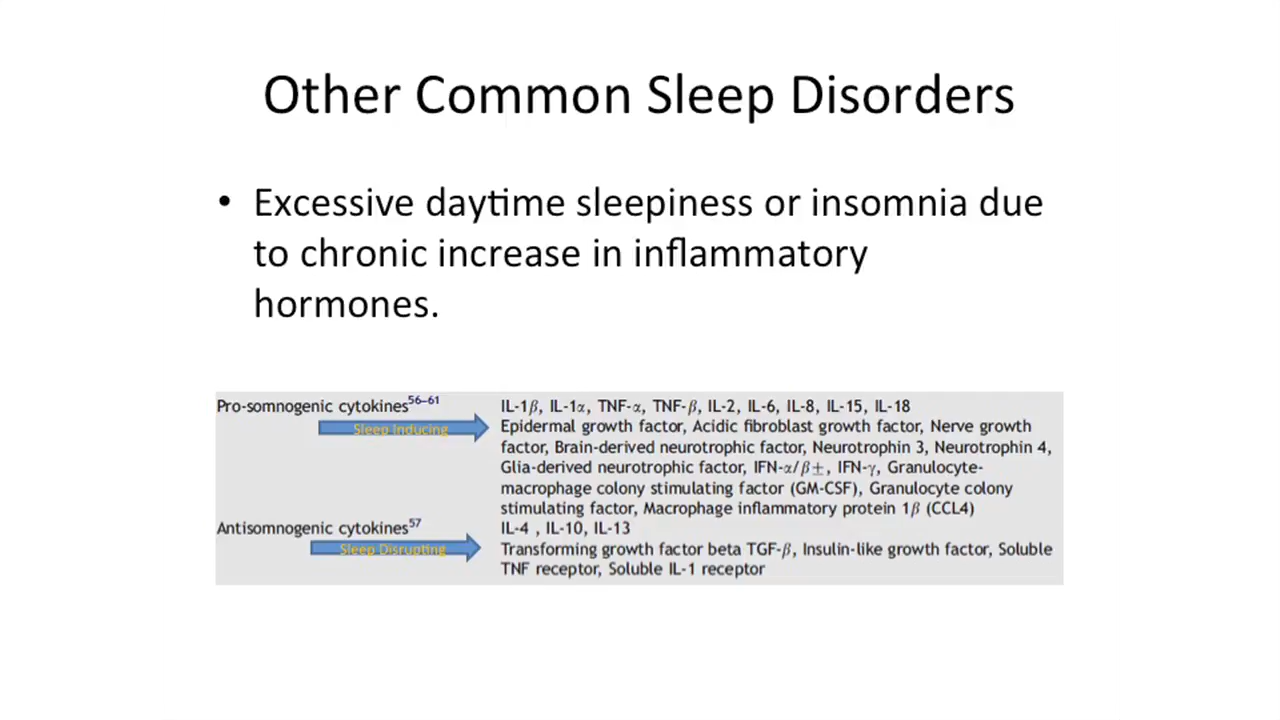 Other Common Sleep Disorders
• Excessive daytime sleepiness or insomnia due
to chronic increase in inflammatory
hormones.
Pro-somnogenic cytokines56–61 IL-1β, IL-1α, TNF-α, TNF-β, IL-2, IL-6, IL-8, IL-15, IL-18
Sleep Inducing Epidermal growth factor, Acidic fibroblast growth factor, Nerve growth
factor, Brain-derived neurotrophic factor, Neurotrophin 3, Neurotrophin 4,
Glia-derived neurotrophic factor, IFN-α/β±, IFN-γ, Granulocyte-
macrophage colony stimulating factor (GM-CSF), Granulocyte colony
stimulating factor, Macrophage inflammatory protein 1β (CCL4)
Antisomnogenic cytokines57 IL-4 , IL-10, IL-13
Sleep Disrupting Transforming growth factor beta TGF-β, Insulin-like growth factor, Soluble
TNF receptor, Soluble IL-1 receptor